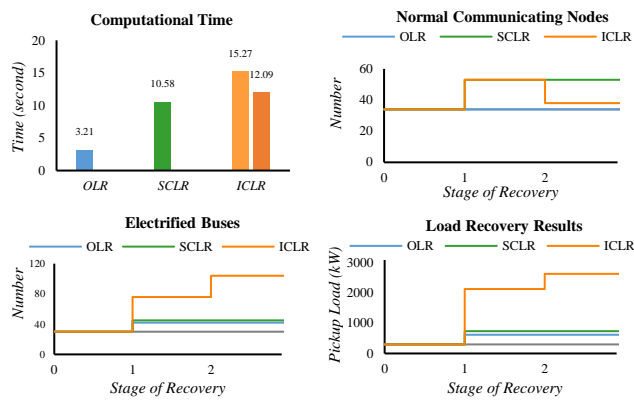 Computational Time
Time (second)
20
15
10
5
0
3.21
10.58
15.27
12.09
OLR SCLR ICLR
Normal Communicating Nodes
OLR SCLR ICLR
Number
60
40
20
0
0 1 2
Stage of Recovery
Electrified Buses
OLR SCLR ICLR
Number
120
80
40
0
0 1 2
Stage of Recovery
Load Recovery Results
OLR SCLR ICLR
Pickup Load (kW)
3000
2000
1000
0
0 1 2
Stage of Recovery